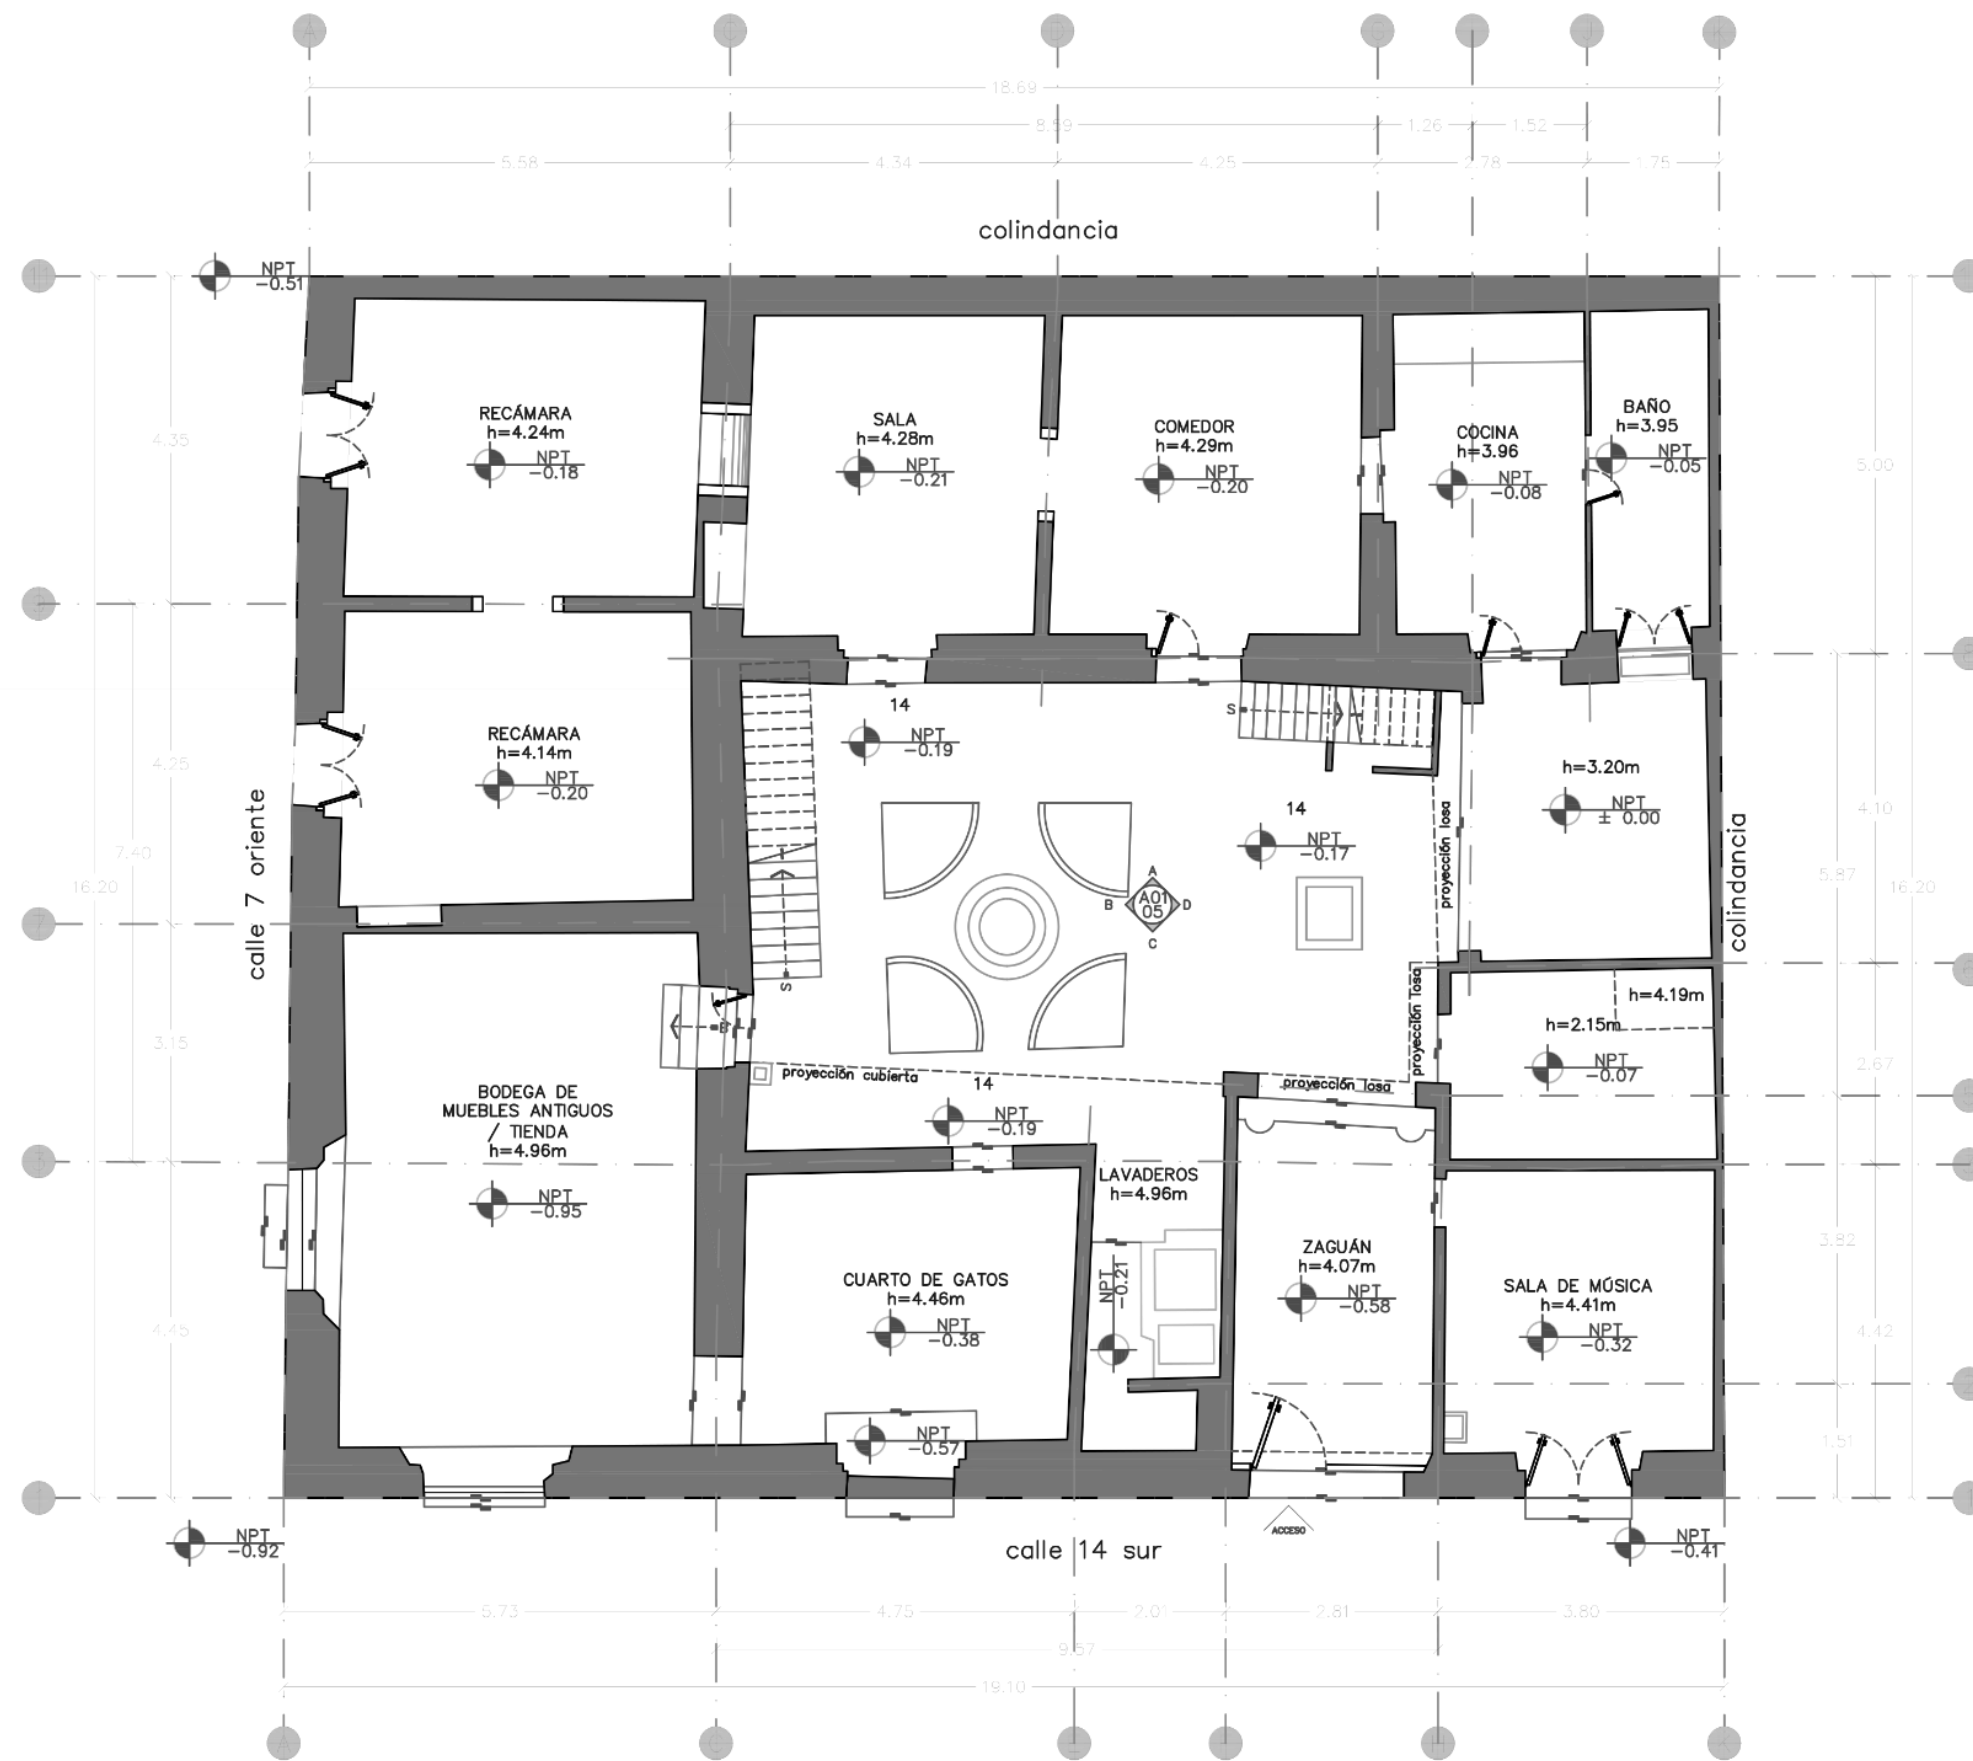 A
C
D
G
J
K
18.69
8.59
1.26
1.52
5.58
4.34
4.25
2.78
1.75
colindancia
NPT
-0.51
RECÁMARA
h=4.24m
NPT
-0.18
SALA
h=4.28m
NPT
-0.21
COMEDOR
h=4.29m
NPT
-0.20
COCINA
h=3.96
NPT
-0.08
BAÑO
h=3.95
NPT
-0.05
4.35
5.00
RECÁMARA
h=4.14m
NPT
-0.20
14
NPT
-0.19
S
14
NPT
-0.17
h=3.20m
NPT
± 0.00
proyección losa
4.25
7.40
16.20
calle 7 oriente
4.10
5.87
16.20
colindancia
A
B
A01
05
D
C
S
B
proyección losa
h=4.19m
h=2.15m
NPT
-0.07
3.15
2.67
proyección cubierta
14
proyección losa
NPT
-0.19
BODEGA DE
MUEBLES ANTIGUOS
/ TIENDA
h=4.96m
NPT
-0.95
LAVADEROS
h=4.96m
NPT
-0.21
ZAGUÁN
h=4.07m
NPT
-0.58
SALA DE MÚSICA
h=4.41m
NPT
-0.32
CUARTO DE GATOS
h=4.46m
NPT
-0.38
NPT
-0.57
4.45
3.82
4.42
1.51
ACCESO
NPT
-0.92
calle 14 sur
NPT
-0.41
5.73
4.75
2.01
2.81
3.80
9.57
19.10
A
C
E
H
K